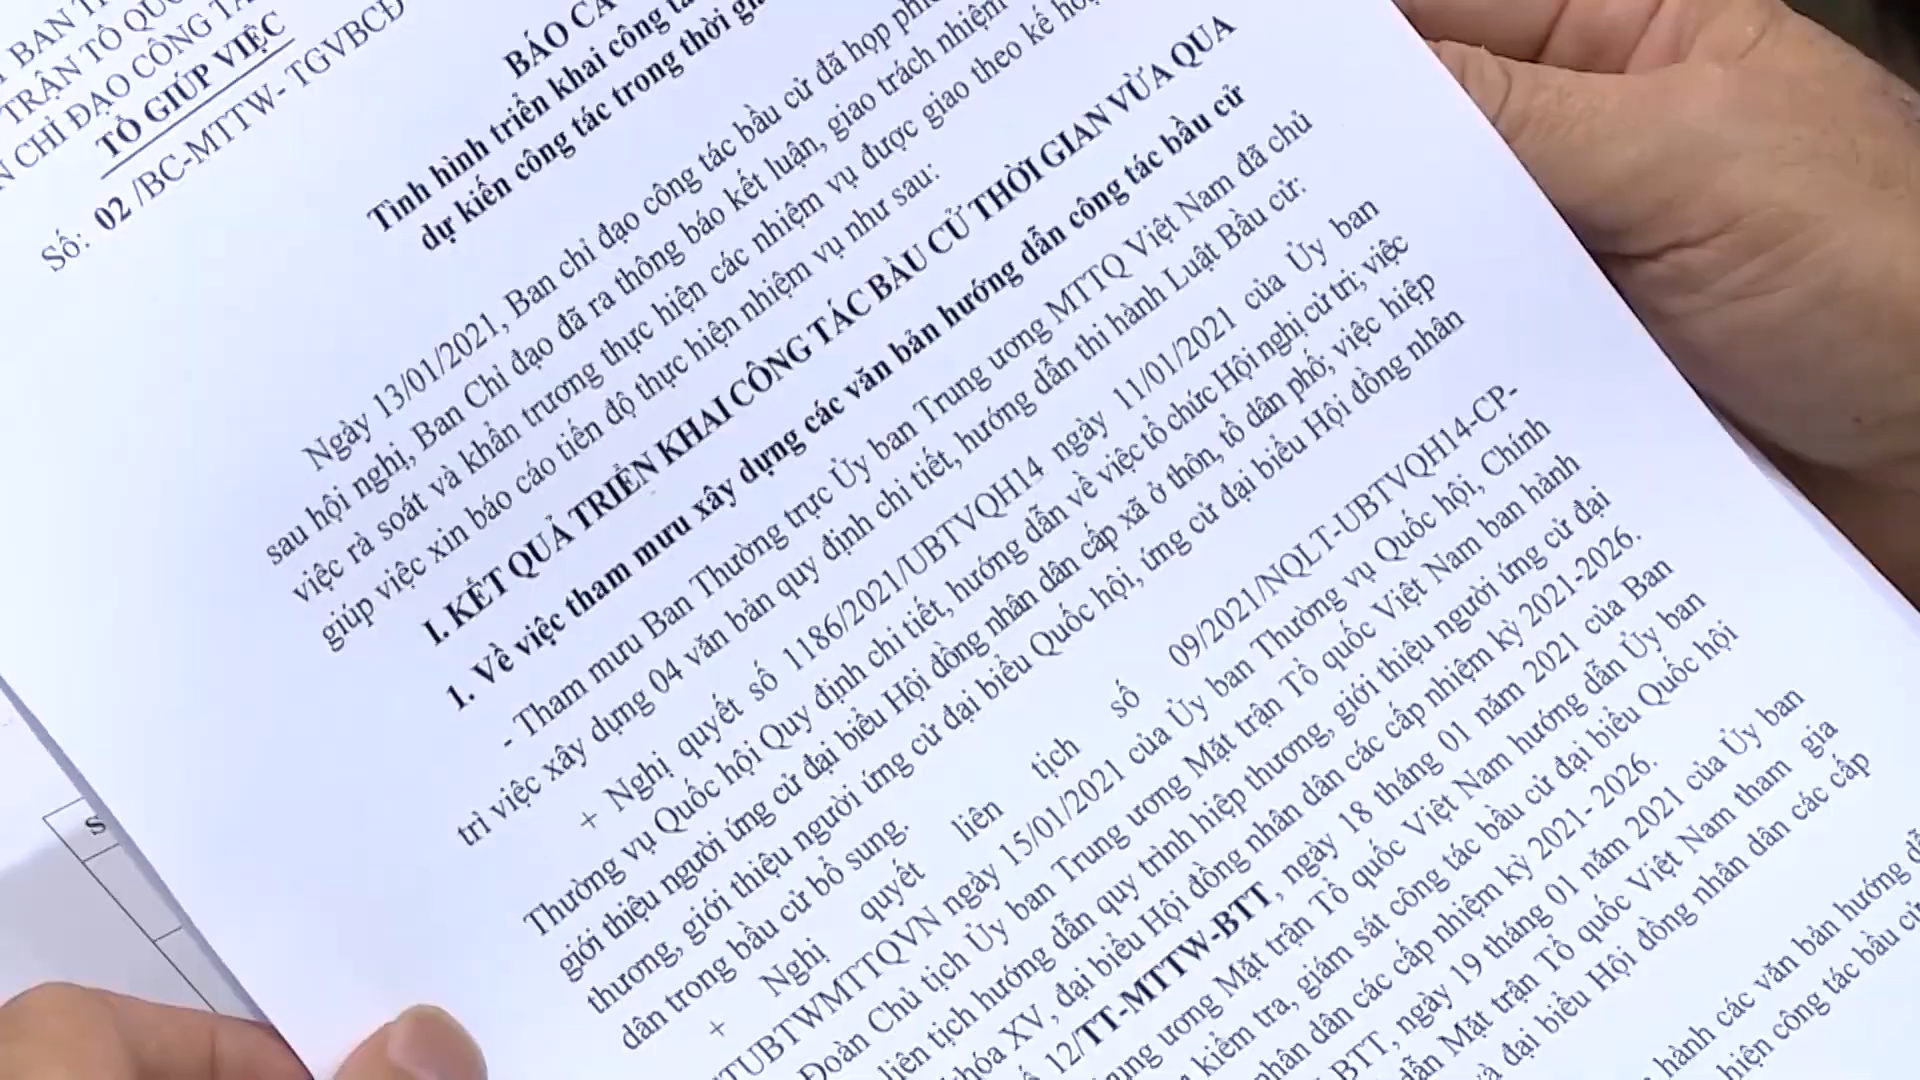 BAN
TRẬN TỔ QUỐ
CHỈ ĐẠO CÔNG TÁ
TỔ GIÚP VIỆC
Số: 02 /BC-MTTW- TGVBCĐ
BÁO CÁ
Tình hình triển khai công tá
dự kiến công tác trong thời gi
Ngày 13/01/2021, Ban chỉ đạo công tác bầu cử đã họp phi
sau hội nghị, Ban Chỉ đạo đã ra thông báo kết luận, giao trách nhiệm
việc rà soát và khẩn trương thực hiện các nhiệm vụ được giao theo kế ho
giúp việc xin báo cáo tiến độ thực hiện nhiệm vụ như sau:
I. KẾT QUẢ TRIỂN KHAI CÔNG TÁC BẦU CỬ THỜI GIAN VỪA QUA
1. Về việc tham mưu xây dựng các văn bản hướng dẫn công tác bầu cử
- Tham mưu Ban Thường trực Ủy ban Trung ương MTTQ Việt Nam đã chủ
trì việc xây dựng 04 văn bản quy định chi tiết, hướng dẫn thi hành Luật Bầu cử:
+ Nghị quyết số 1186/2021/UBTVQH14 ngày 11/01/2021 của Ủy ban
Thường vụ Quốc hội Quy định chi tiết, hướng dẫn về việc tổ chức Hội nghị cử tri; việc
giới thiệu người ứng cử đại biểu Hội đồng nhân dân cấp xã ở thôn, tổ dân phố; việc hiệp
thương, giới thiệu người ứng cử đại biểu Quốc hội, ứng cử đại biểu Hội đồng nhân
dân trong bầu cử bổ sung.
+ Nghị quyết liên tịch số 09/2021/NQLT-UBTVQH14-CP-
TUBTWMTTQVN ngày 15/01/2021 của Ủy ban Thường vụ Quốc hội, Chính
Đoàn Chủ tịch Ủy ban Trung ương Mặt trận Tổ quốc Việt Nam ban hành
liên tịch hướng dẫn quy trình hiệp thương, giới thiệu người ứng cử đại
khóa XV, đại biểu Hội đồng nhân dân các cấp nhiệm kỳ 2021-2026.
12/TT-MTTW-BTT, ngày 18 tháng 01 năm 2021 của Ban
ương Mặt trận Tổ quốc Việt Nam hướng dẫn Ủy ban
kiểm tra, giám sát công tác bầu cử đại biểu Quốc hội
nhân dân các cấp nhiệm kỳ 2021- 2026.
BTT, ngày 19 tháng 01 năm 2021 của Ủy ban
dẫn Mặt trận Tổ quốc Việt Nam tham gia
đại biểu Hội đồng nhân dân các cấp
hành các văn bản hướng
hiện công tác bầu
S